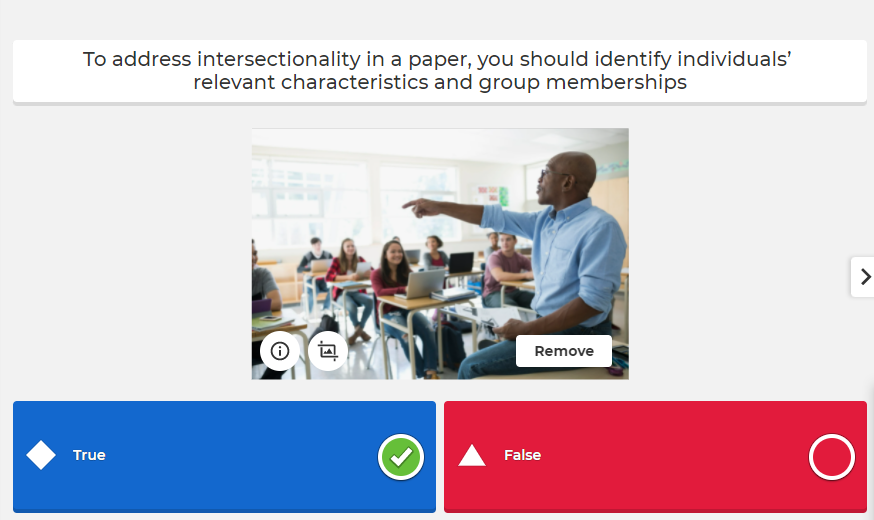 To address intersectionality in a paper, you should identify individuals’
relevant characteristics and group memberships
Remove
True
False